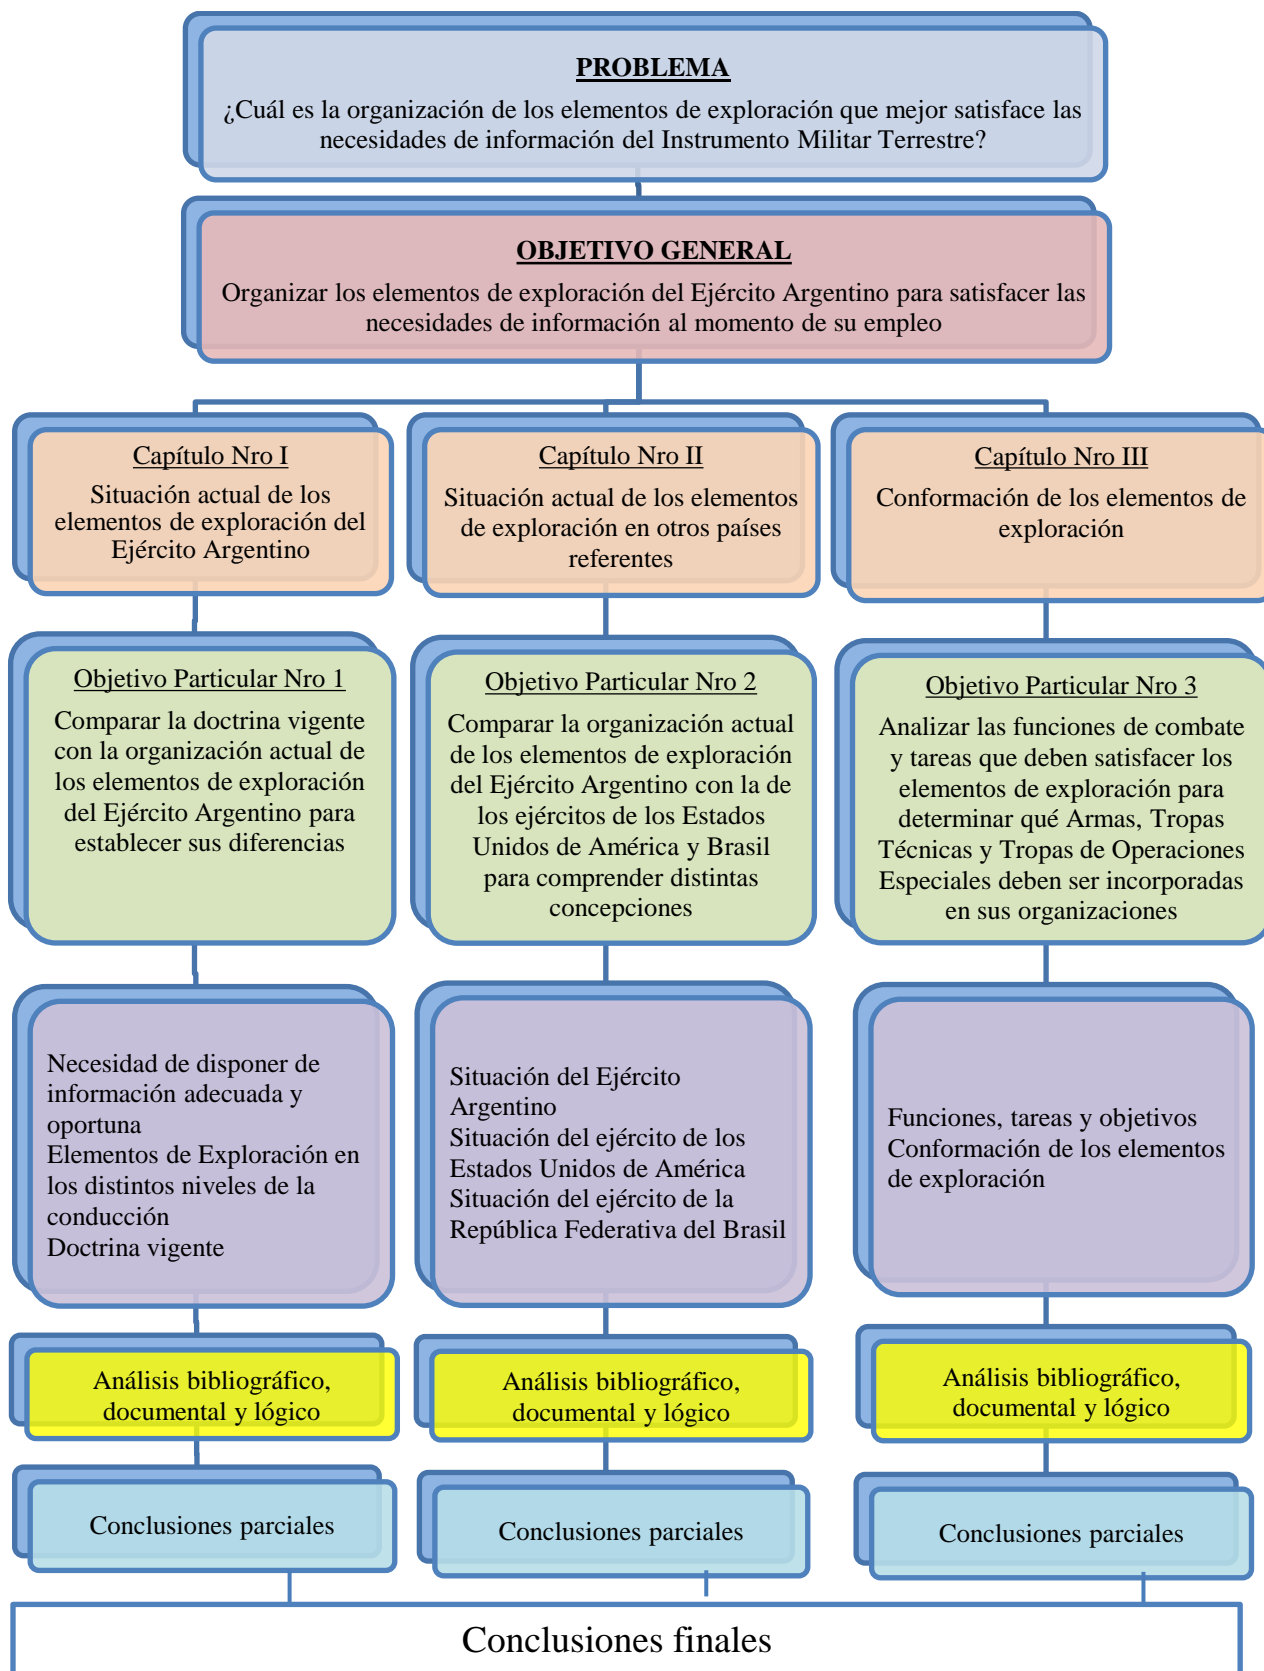 PROBLEMA
¿Cuál es la organización de los elementos de exploración que mejor satisface las
necesidades de información del Instrumento Militar Terrestre?
OBJETIVO GENERAL
Organizar los elementos de exploración del Ejército Argentino para satisfacer las
necesidades de información al momento de su empleo
Capítulo Nro I
Situación actual de los
elementos de exploración del
Ejército Argentino
Capítulo Nro II
Situación actual de los elementos
de exploración en otros países
referentes
Capítulo Nro III
Conformación de los elementos de
exploración
Objetivo Particular Nro 1
Comparar la doctrina vigente
con la organización actual de
los elementos de exploración
del Ejército Argentino para
establecer sus diferencias
Objetivo Particular Nro 2
Comparar la organización actual
de los elementos de exploración
del Ejército Argentino con la de
los ejércitos de los Estados
Unidos de América y Brasil
para comprender distintas
concepciones
Objetivo Particular Nro 3
Analizar las funciones de combate
y tareas que deben satisfacer los
elementos de exploración para
determinar qué Armas, Tropas
Técnicas y Tropas de Operaciones
Especiales deben ser incorporadas
en sus organizaciones
Necesidad de disponer de
información adecuada y
oportuna
Elementos de Exploración en
los distintos niveles de la
conducción
Doctrina vigente
Situación del Ejército
Argentino
Situación del ejército de los
Estados Unidos de América
Situación del ejército de la
República Federativa del Brasil
Funciones, tareas y objetivos
Conformación de los elementos
de exploración
Análisis bibliográfico,
documental y lógico
Análisis bibliográfico,
documental y lógico
Análisis bibliográfico,
documental y lógico
Conclusiones parciales
Conclusiones parciales
Conclusiones parciales
Conclusiones finales